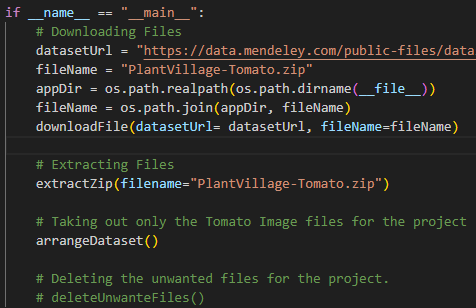 if __name__ == "__main__":
# Downloading Files
datasetUrl = "https://data.mendeley.com/public-files/data
fileName = "PlantVillage-Tomato.zip"
appDir = os.path.realpath(os.path.dirname(__file__))
fileName = os.path.join(appDir, fileName)
downloadFile(datasetUrl= datasetUrl, fileName=fileName)
# Extracting Files
extractZip(filename="PlantVillage-Tomato.zip")
# Taking out only the Tomato Image files for the project
arrangeDataset()
# Deleting the unwanted files for the project.
# deleteUnwanteFiles()